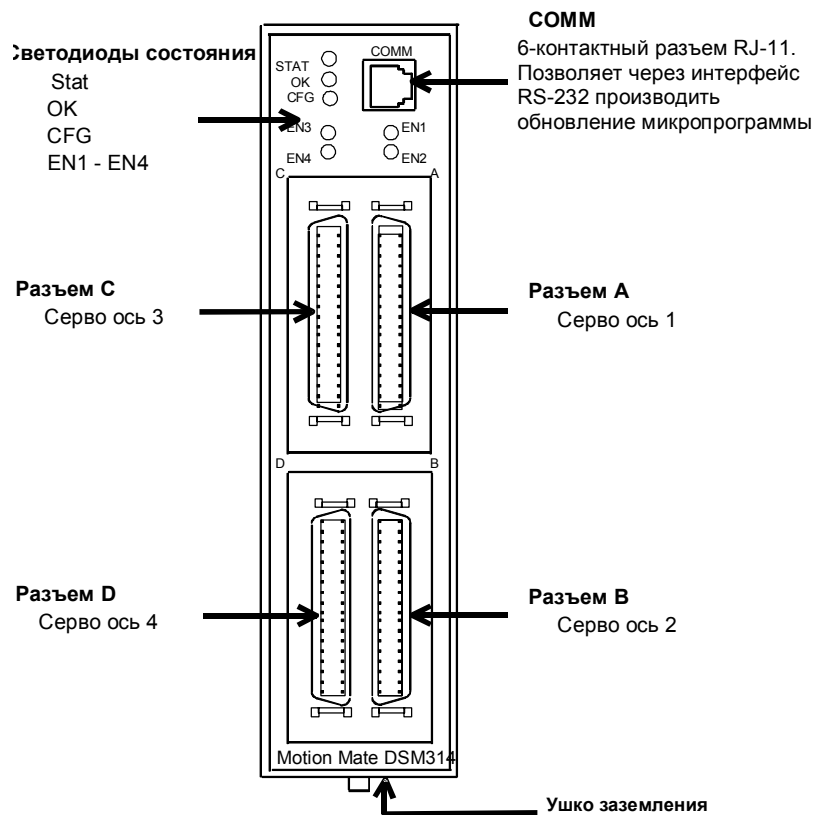 Светодиоды состояния
Stat
OK
CFG
EN1 - EN4
COMM
6-контактный разъем RJ-11.
Позволяет через интерфейс
RS-232 производить
обновление микропрограммы
STAT
OK
CFG
COMM
EN3
EN1
EN4
EN2
C
A
Разъем C
Серво ось 3
Разъем A
Серво ось 1
D
B
Разъем D
Серво ось 4
Разъем B
Серво ось 2
Motion Mate DSM314
Ушко заземления